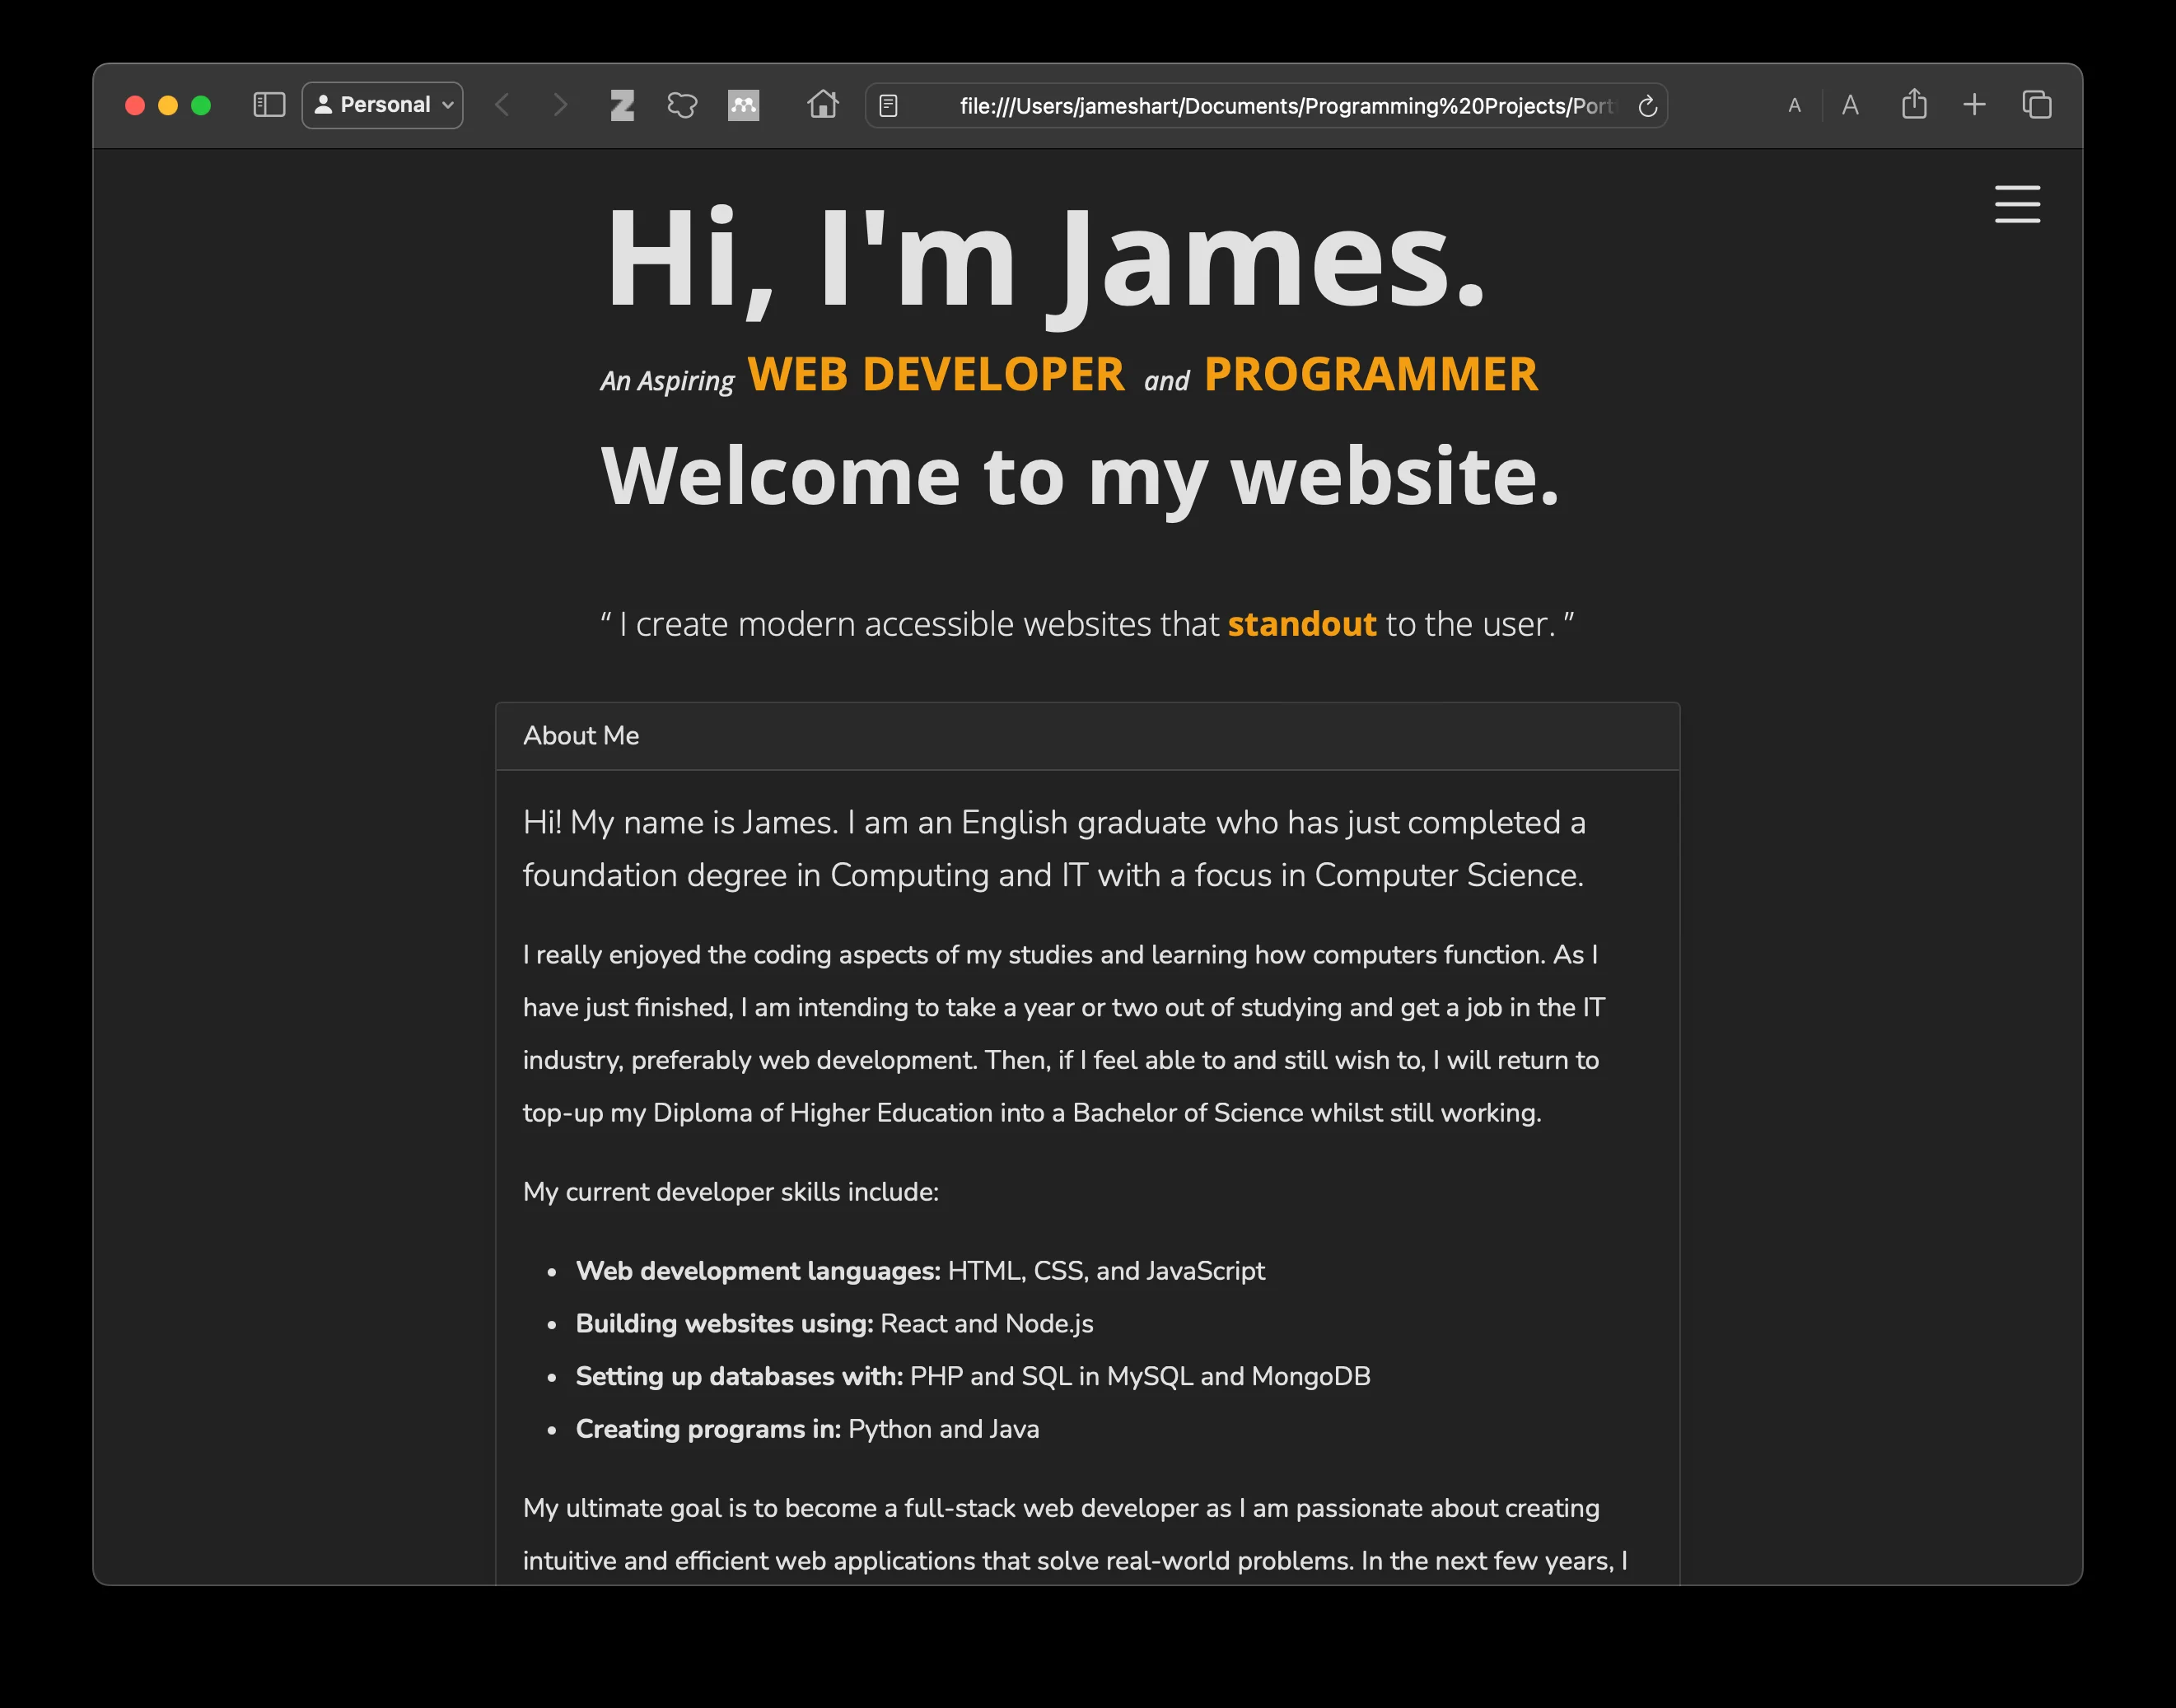 Personal
file:///Users/jameshart/Documents/Programming%20Projects/Port
A A
Hi, I'm James.
An Aspiring WEB DEVELOPER and PROGRAMMER
Welcome to my website.
“ I create modern accessible websites that standout to the user. ”
About Me
Hi! My name is James. I am an English graduate who has just completed a
foundation degree in Computing and IT with a focus in Computer Science.
I really enjoyed the coding aspects of my studies and learning how computers function. As I
have just finished, I am intending to take a year or two out of studying and get a job in the IT
industry, preferably web development. Then, if I feel able to and still wish to, I will return to
top-up my Diploma of Higher Education into a Bachelor of Science whilst still working.
My current developer skills include:
• Web development languages: HTML, CSS, and JavaScript
• Building websites using: React and Node.js
• Setting up databases with: PHP and SQL in MySQL and MongoDB
• Creating programs in: Python and Java
My ultimate goal is to become a full-stack web developer as I am passionate about creating
intuitive and efficient web applications that solve real-world problems. In the next few years, I